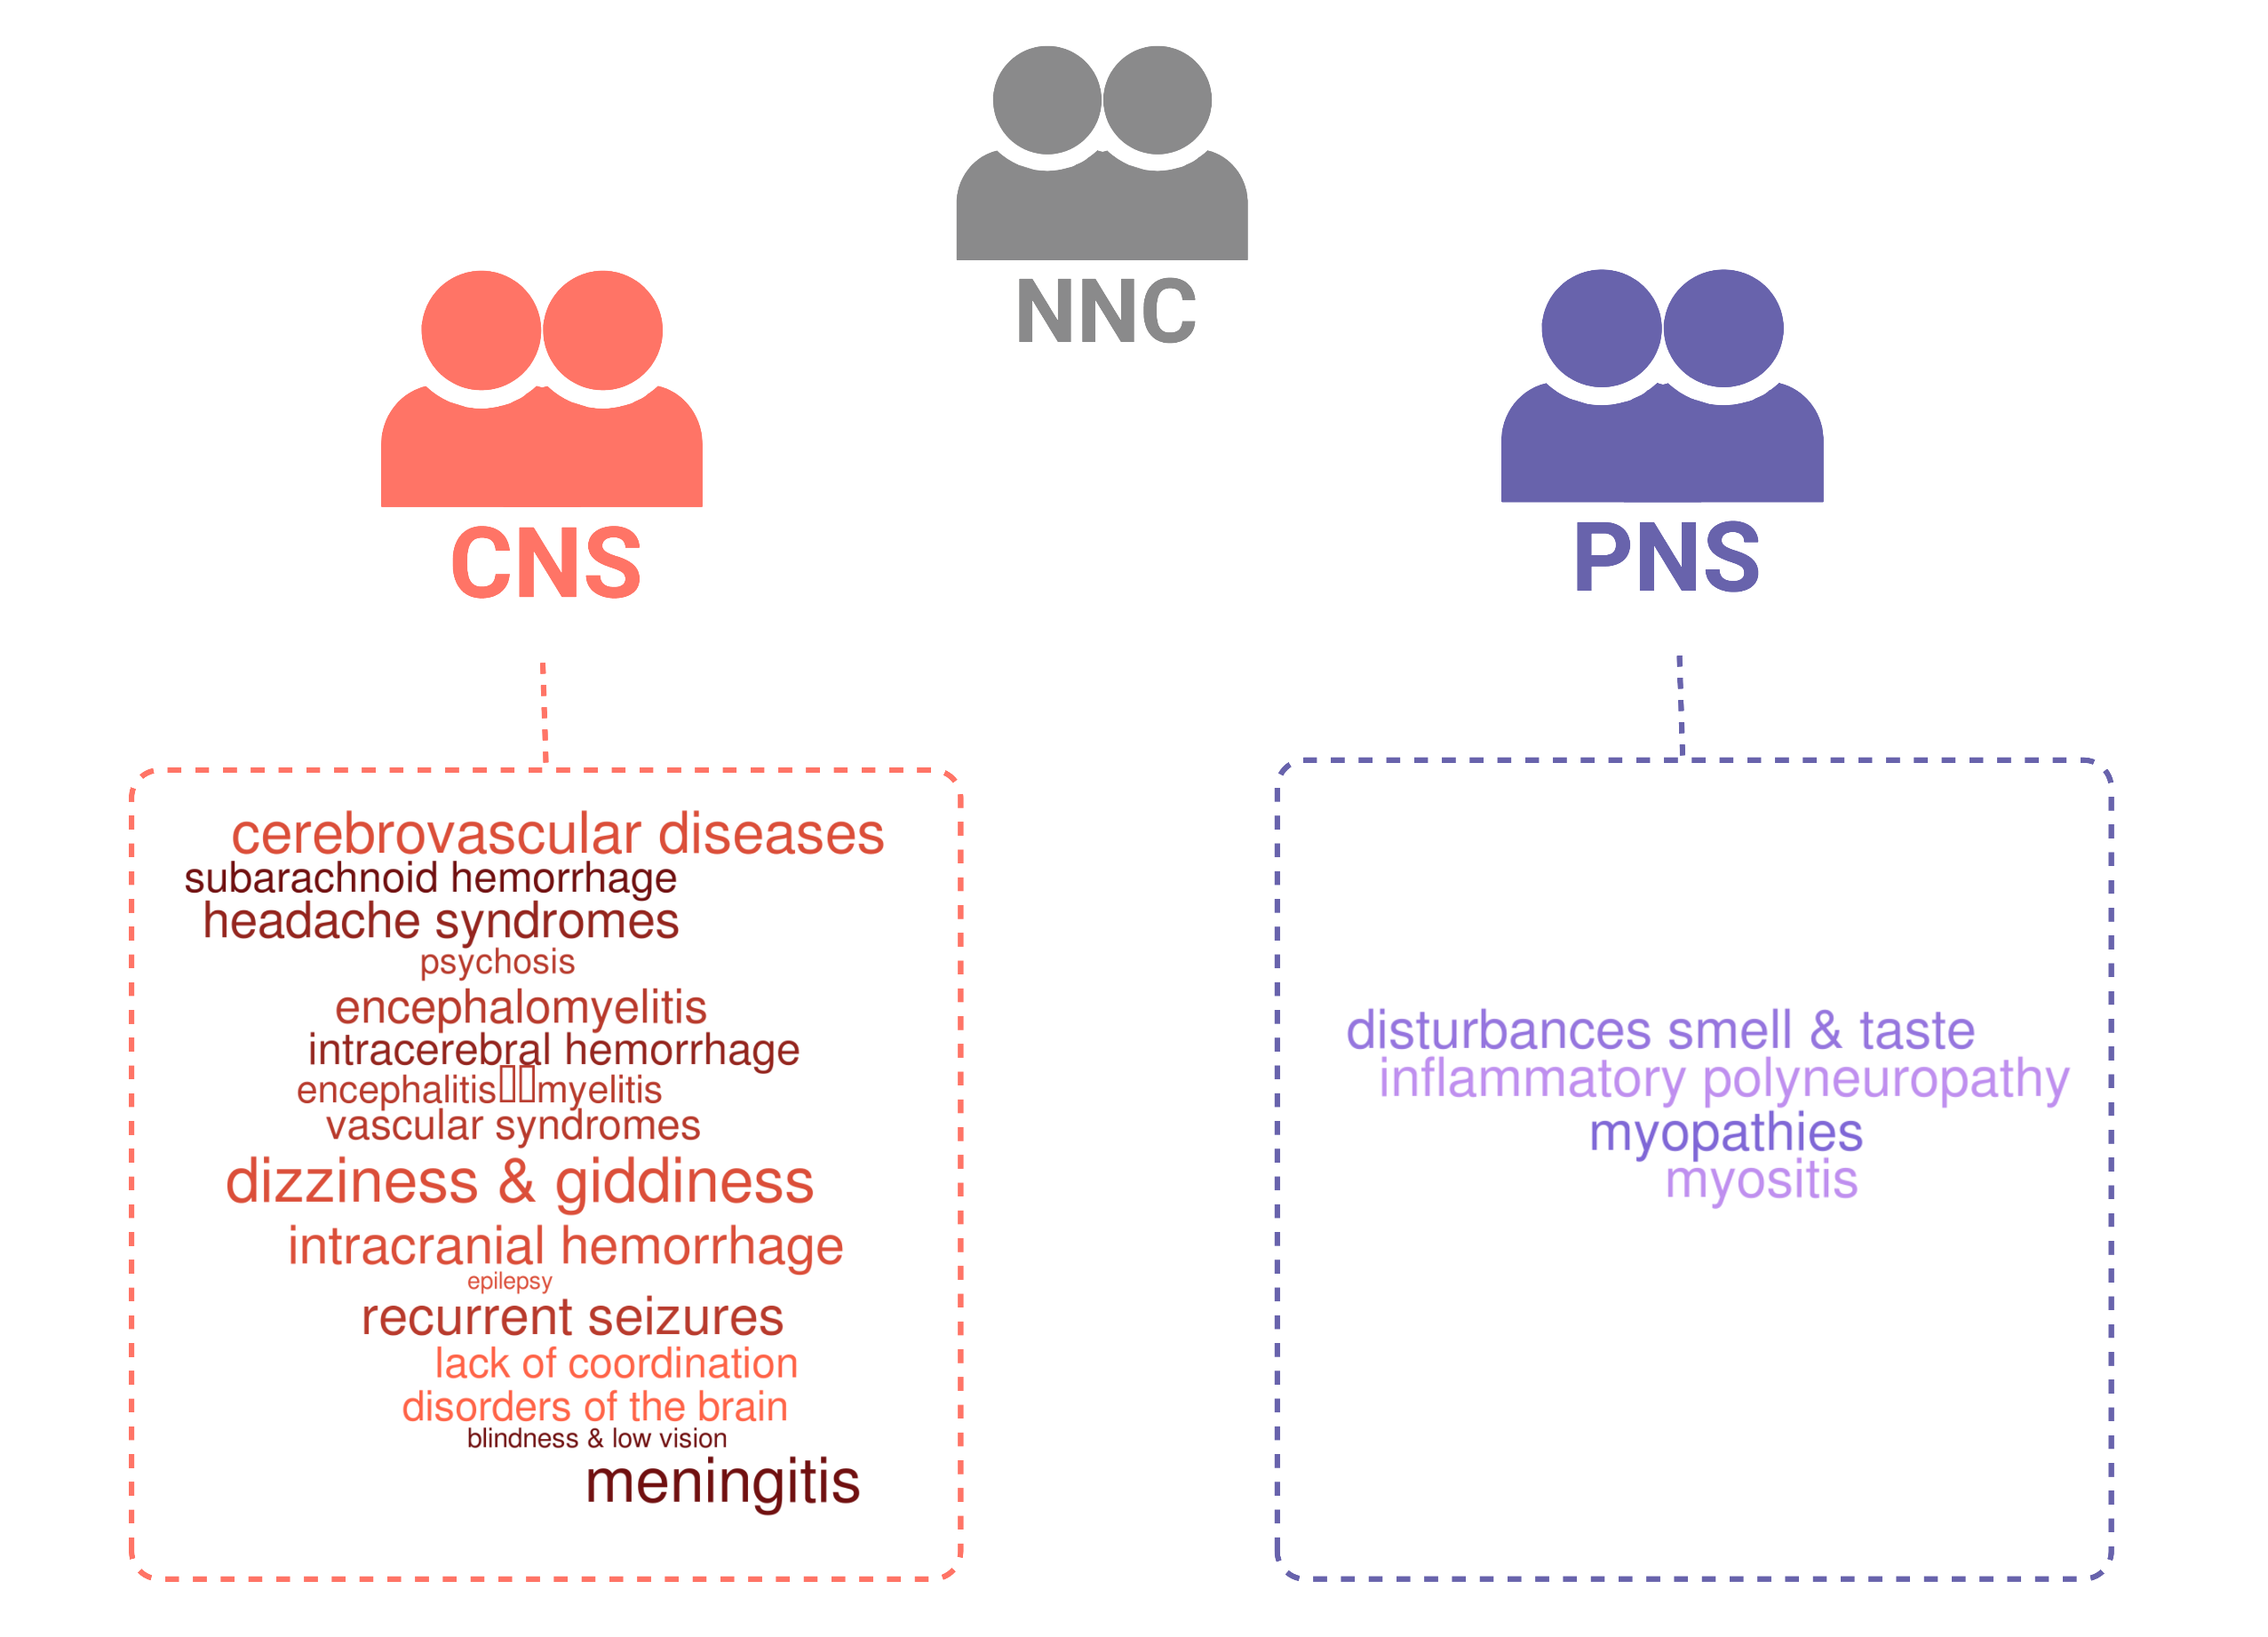 NNC
CNS
PNS
cerebrovascular diseases
subarachnoid hemorrhage
headache syndromes
psychosis
encephalomyelitis
intracerebral hemorrhage
encephalitis▯▯myelitis
vascular syndromes
dizziness & giddiness
intracranial hemorrhage
epilepsy
recurrent seizures
lack of coordination
disorders of the brain
blindness & low vision
meningitis
disturbances smell & taste
inflammatory polyneuropathy
myopathies
myositis